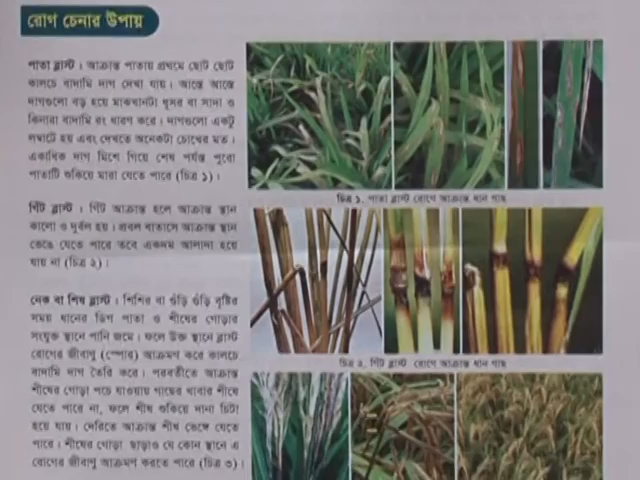 রোগ চেনার উপায়
পাতা ব্লাস্ট : আক্রান্ত পাতায় প্রথমে ছোট ছোট
কালচে বাদামি দাগ দেখা যায়। আস্তে আস্তে
দাগগুলো বড় হয়ে মাঝখানটা ধূসর বা সাদা ও
কিনারা বাদামি রং ধারণ করে। দাগগুলো একটু
লম্বাটে হয় এবং দেখতে অনেকটা চোখের মত।
একাধিক দাগ মিশে গিয়ে শেষ পর্যন্ত পুরো
পাতাটি শুকিয়ে মারা যেতে পারে (চিত্র ১)।
চিত্র ১. পাতা ব্লাস্ট রোগে আক্রান্ত ধান গাছ
গিঁট ব্লাস্ট : গিঁট আক্রান্ত হলে আক্রান্ত স্থান
কালো ও দুর্বল হয়। প্রবল বাতাসে আক্রান্ত স্থান
ভেঙে যেতে পারে তবে একদম আলাদা হয়ে
যায় না (চিত্র ২)।
চিত্র ২. গিঁট ব্লাস্ট রোগে আক্রান্ত ধান গাছ
নেক বা শিষ ব্লাস্ট : শিশির বা গুঁড়ি গুঁড়ি বৃষ্টির
সময় ধানের ডিগ পাতা ও শীষের গোড়ার
সংযুক্ত স্থানে পানি জমে। ফলে উক্ত স্থানে ব্লাস্ট
রোগের জীবাণু (স্পোর) আক্রমণ করে কালচে
বাদামি দাগ তৈরি করে। পরবর্তীতে আক্রান্ত
শীষের গোড়া পচে যাওয়ায় গাছের খাবার শীষে
যেতে পারে না, ফলে শীষ শুকিয়ে দানা চিটা
হয়ে যায়। দেরিতে আক্রান্ত শীষ ভেঙ্গে যেতে
পারে। শীষের গোড়া ছাড়াও যে কোন স্থানে এ
রোগের জীবাণু আক্রমণ করতে পারে (চিত্র ৩)।